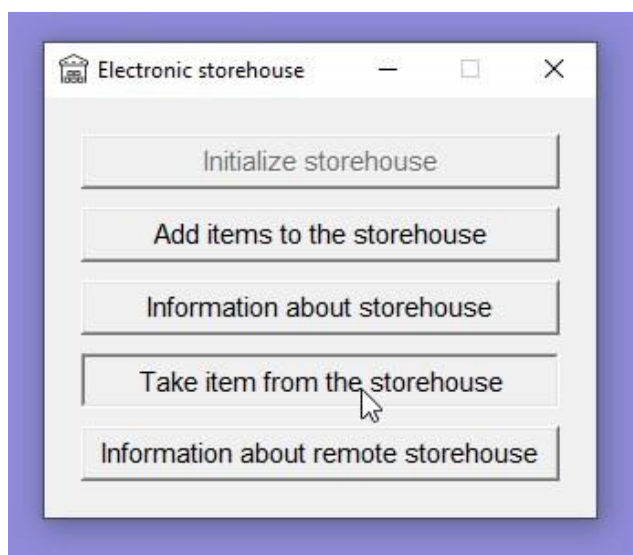 Electronic storehouse
Initialize storehouse
Add items to the storehouse
Information about storehouse
Take item from the storehouse
Information about remote storehouse